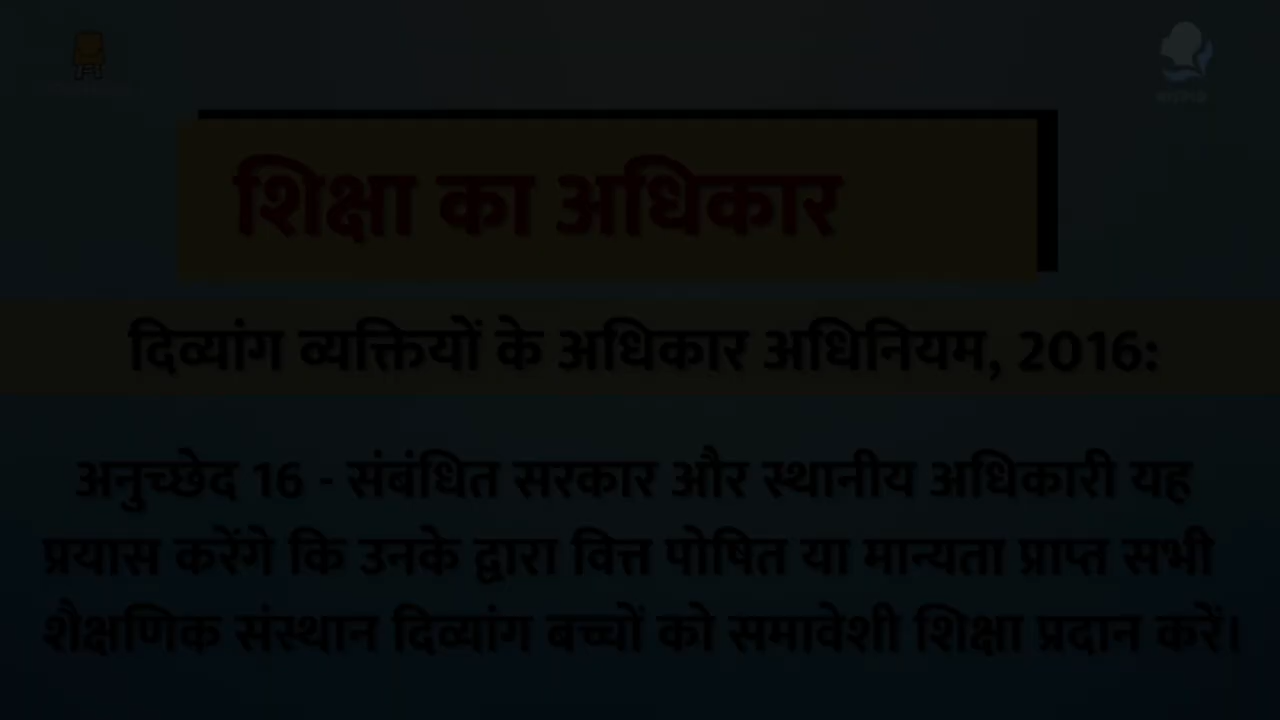 शिक्षा का अधिकार
दिव्यांग व्यक्तियों के अधिकार अधिनियम, 2016:
अनुच्छेद 16 - संबंधित सरकार और स्थानीय अधिकारी यह
प्रयास करेंगे कि उनके द्वारा वित्त पोषित या मान्यता प्राप्त सभी
शैक्षणिक संस्थान दिव्यांग बच्चों को समावेशी शिक्षा प्रदान करें।